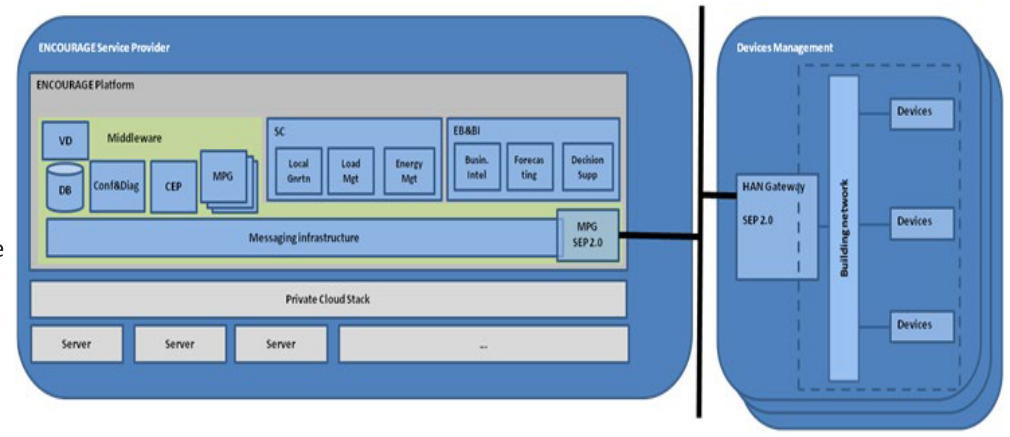 ENCOURAGE Service Provider
ENCOURAGE Platform
VD
Middleware
DB
Conf&Diag
CEP
MPG
SC
Local
Gnrtn
Load
Mgt
Energy
Mgt
EB&BI
Busin.
Intel
Forecas
ting
Decision
Supp
Messaging infrastructure
MPG
SEP 2.0
Private Cloud Stack
Server
Server
Server
...
e
Devices Management
HAN Gateway
SEP 2.0
Building network
Devices
Devices
Devices